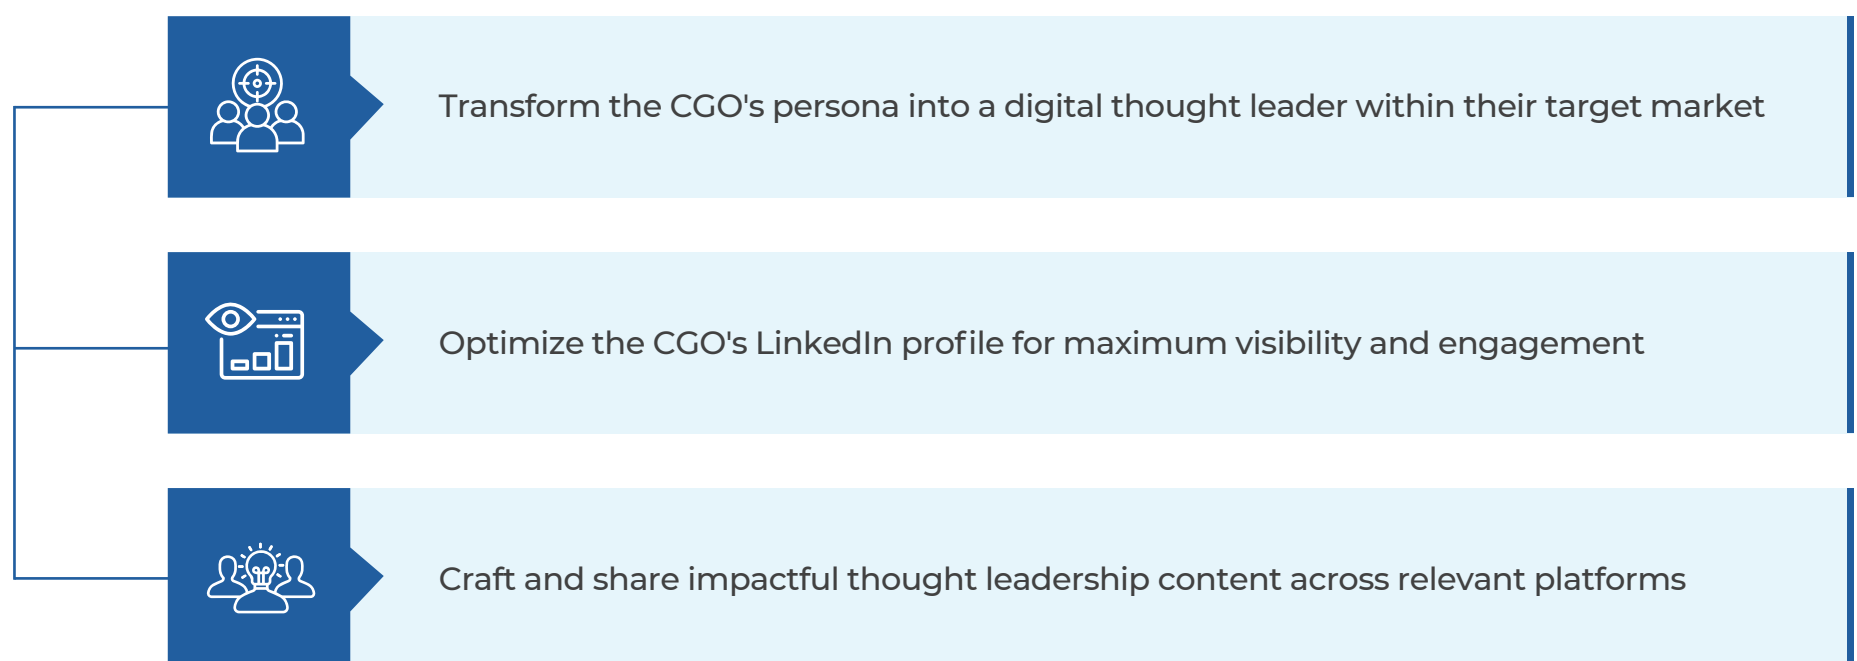 Transform the CGO's persona into a digital thought leader within their target market
Optimize the CGO's LinkedIn profile for maximum visibility and engagement
Craft and share impactful thought leadership content across relevant platforms